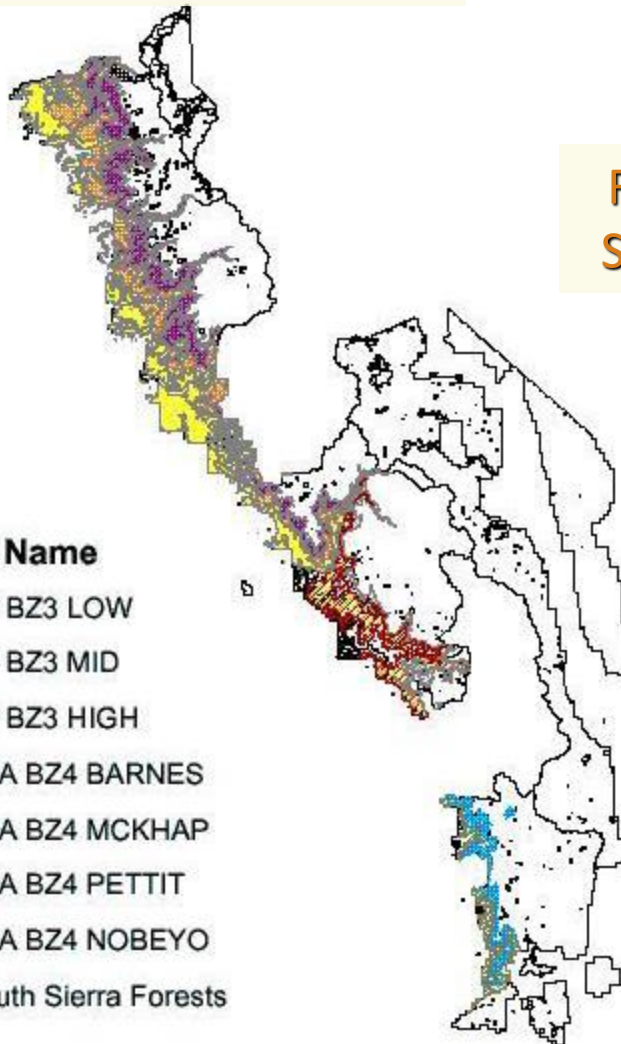 Name
BZ3 LOW
BZ3 MID
BZ3 HIGH
A BZ4 BARNES
A BZ4 MCKHAP
A BZ4 PETTIT
A BZ4 NOBEYO
uth Sierra Forests